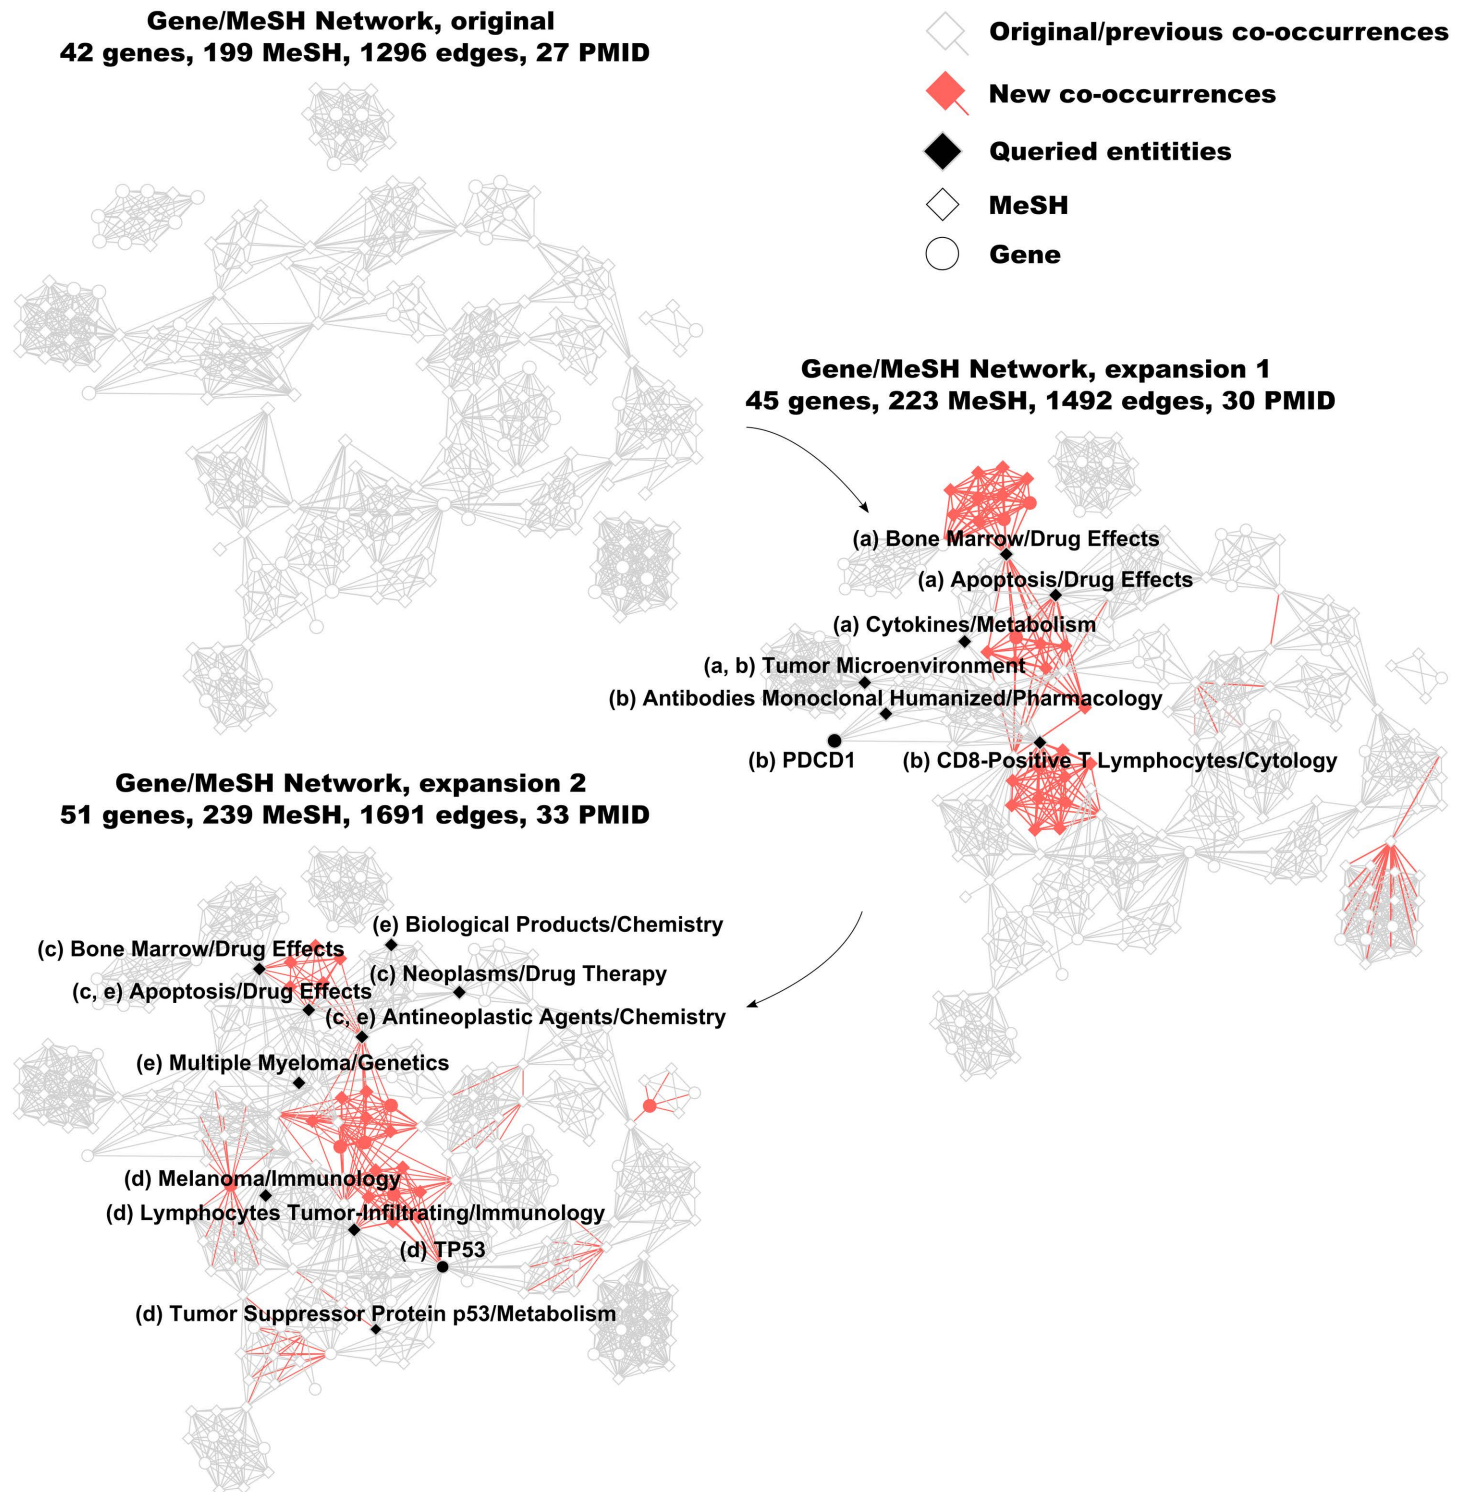 Gene/MeSH Network, original
42 genes, 199 MeSH, 1296 edges, 27 PMID
Original/previous co-occurrences
New co-occurrences
Queried entitities
MeSH
Gene
Gene/MeSH Network, expansion 1
45 genes, 223 MeSH, 1492 edges, 30 PMID
(a) Bone Marrow/Drug Effects
(a) Apoptosis/Drug Effects
(a) Cytokines/Metabolism
(a, b) Tumor Microenvironment
(b) Antibodies Monoclonal Humanized/Pharmacology
(b) PDCD1
(b) CD8-Positive T Lymphocytes/Cytology
Gene/MeSH Network, expansion 2
51 genes, 239 MeSH, 1691 edges, 33 PMID
(e) Biological Products/Chemistry
(c) Bone Marrow/Drug Effects
(c) Neoplasms/Drug Therapy
(c, e) Apoptosis/Drug Effects
(c, e) Antineoplastic Agents/Chemistry
(e) Multiple Myeloma/Genetics
(d) Melanoma/Immunology
(d) Lymphocytes Tumor-Infiltrating/Immunology
(d) TP53
(d) Tumor Suppressor Protein p53/Metabolism